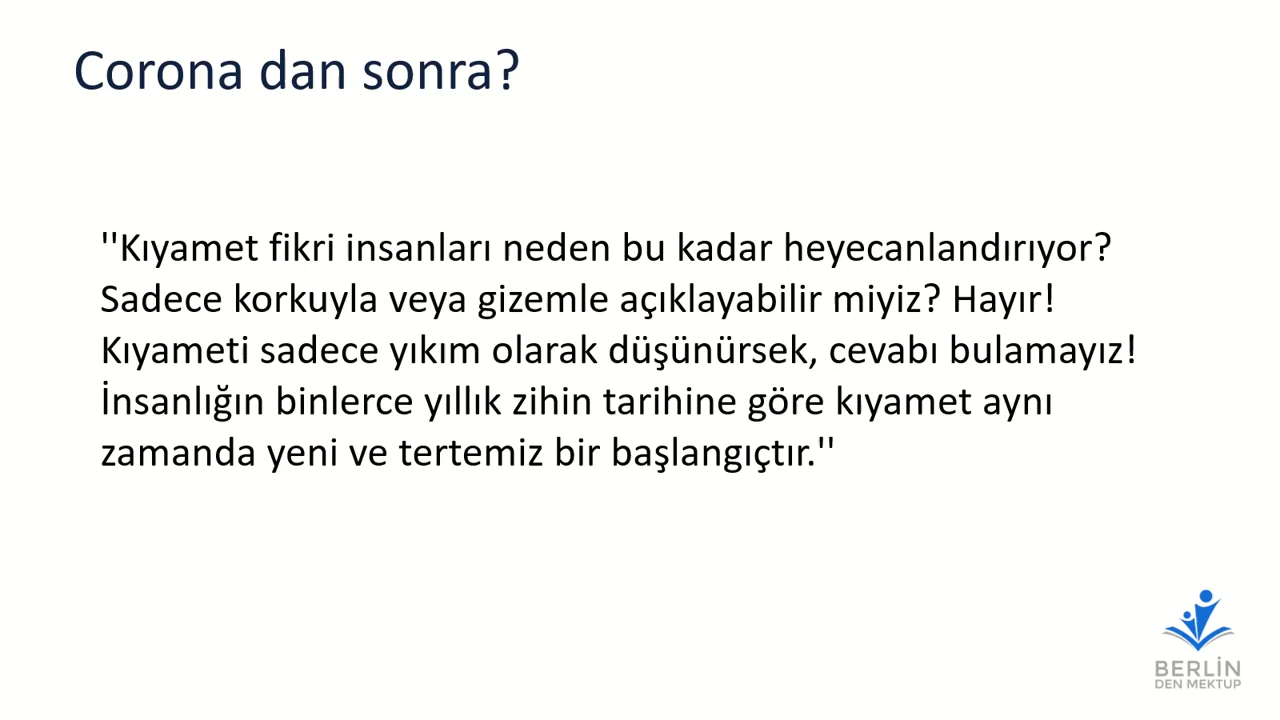 Corona dan sonra?
''Kıyamet fikri insanları neden bu kadar heyecanlandırıyor?
Sadece korkuyla veya gizemle açıklayabilir miyiz? Hayır!
Kıyameti sadece yıkım olarak düşünürsek, cevabı bulamayız!
İnsanlığın binlerce yıllık zihin tarihine göre kıyamet aynı
zamanda yeni ve tertemiz bir başlangıçtır.''
BERLİN
DEN MEKTUP